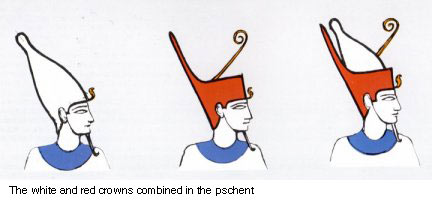 The white and red crowns combined in the pschent